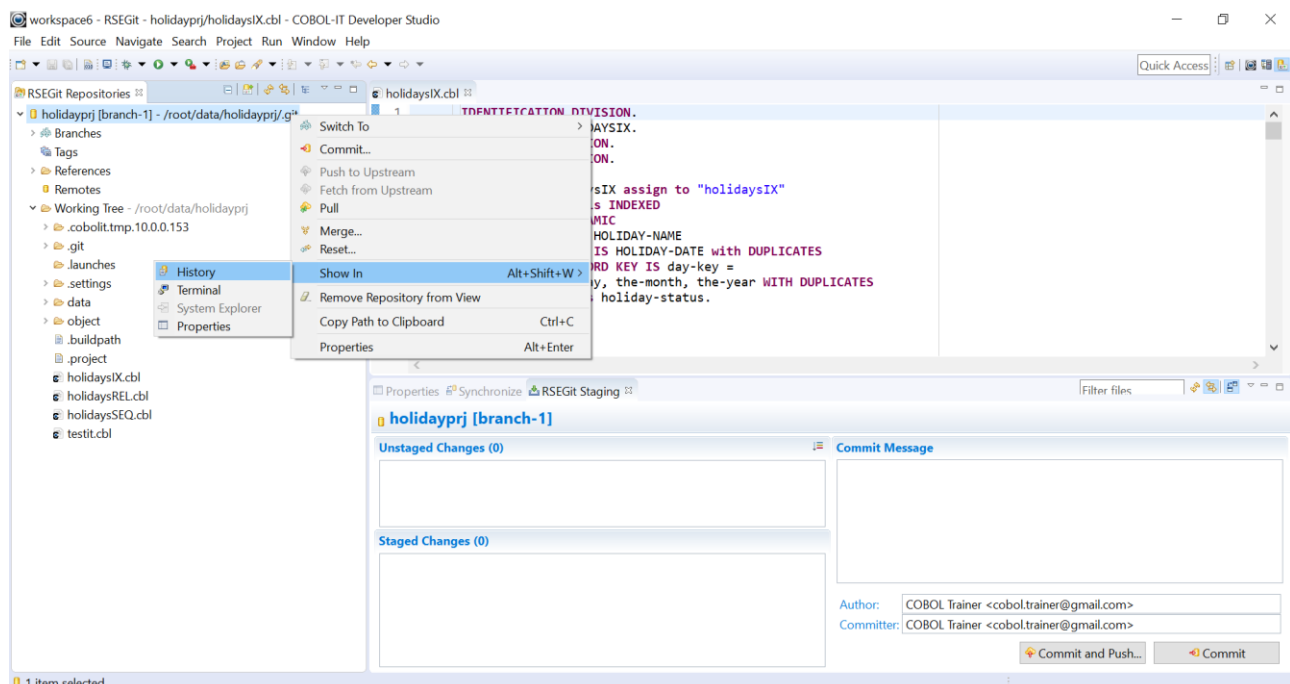 workspace6 - RSEGit - holidayprj/holidaysIX.cbl - COBOL-IT Developer Studio
File Edit Source Navigate Search Project Run Window Help
Quick Access
RSEGit Repositories
holidayprj [branch-1] - /root/data/holidayprj/.git
Branches
Tags
References
Remotes
Working Tree - /root/data/holidayprj
.cobolit.tmp.10.0.0.153
.git
.launches
.settings
data
object
.buildpath
.project
holidaysIX.cbl
holidaysREL.cbl
holidaysSEQ.cbl
testit.cbl
History
Terminal
System Explorer
Properties
Switch To
Commit...
Push to Upstream
Fetch from Upstream
Pull
Merge...
Reset...
Show In Alt+Shift+W
Remove Repository from View
Copy Path to Clipboard Ctrl+C
Properties Alt+Enter
holidaysIX.cbl
1 IDENTIFICATION DIVISION.
AYSIX.
ON.
ON.
sIX assign to "holidaysIX"
s INDEXED
MIC
HOLIDAY-NAME
IS HOLIDAY-DATE with DUPLICATES
RD KEY IS day-key =
y, the-month, the-year WITH DUPLICATES
holiday-status.
Properties Synchronize RSEGit Staging
Filter files
holidayprj [branch-1]
Unstaged Changes (0)
Staged Changes (0)
Commit Message
Author: COBOL Trainer <cobol.trainer@gmail.com>
Committer: COBOL Trainer <cobol.trainer@gmail.com>
Commit and Push... Commit
1 item selected